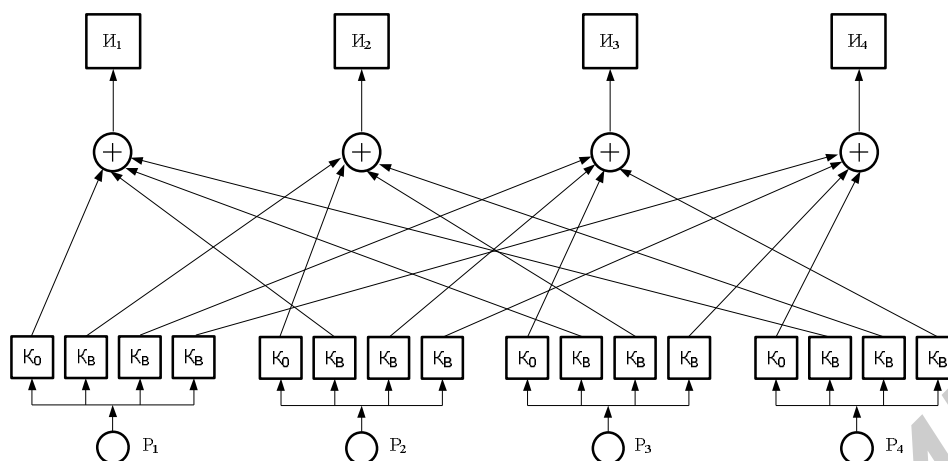 И₁ И₂ И₃ И₄
+ + + +
К₀ Кв Кв Кв К₀ Кв Кв Кв К₀ Кв Кв Кв К₀ Кв Кв Кв
Р₁ Р₂ Р₃ Р₄